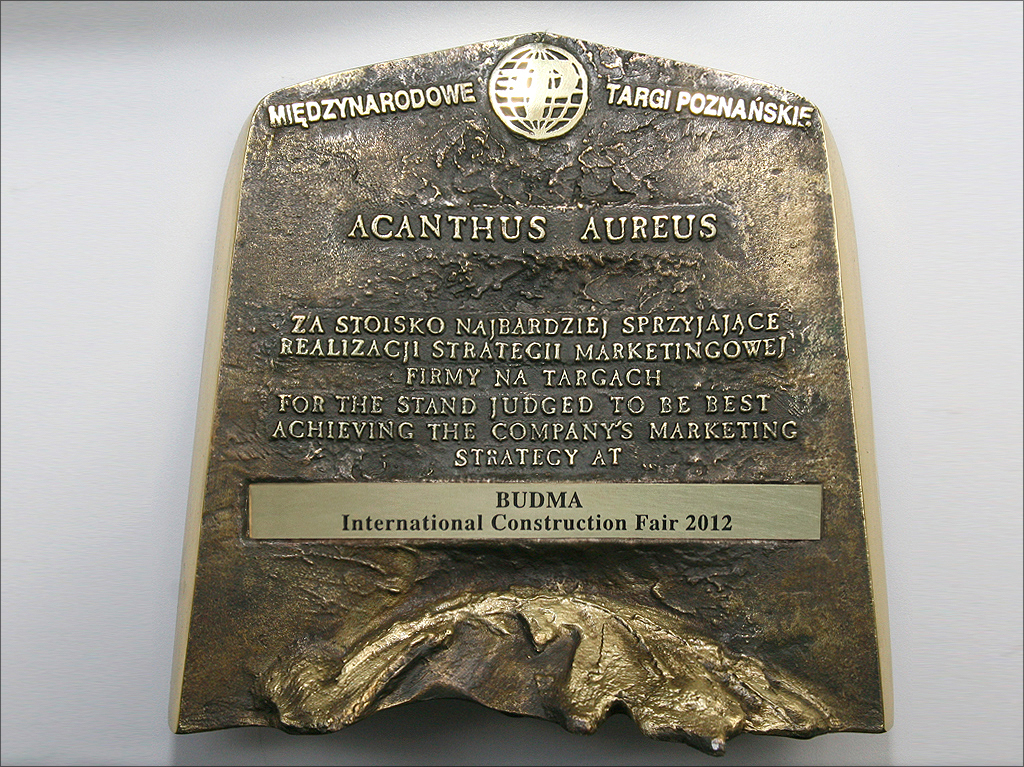 MIĘDZYNARODOWE P TARGI POZNAŃSKIE
ACANTHUS AUREUS
ZA STOISKO NAJBARDZIEJ SPRZYJAJĄCE
REALIZACJI STRATEGII MARKETINGOWEJ
FIRMY NA TARGACH
FOR THE STAND JUDGED TO BE BEST
ACHIEVING THE COMPANY'S MARKETING
STRATEGY AT
BUDMA
International Construction Fair 2012